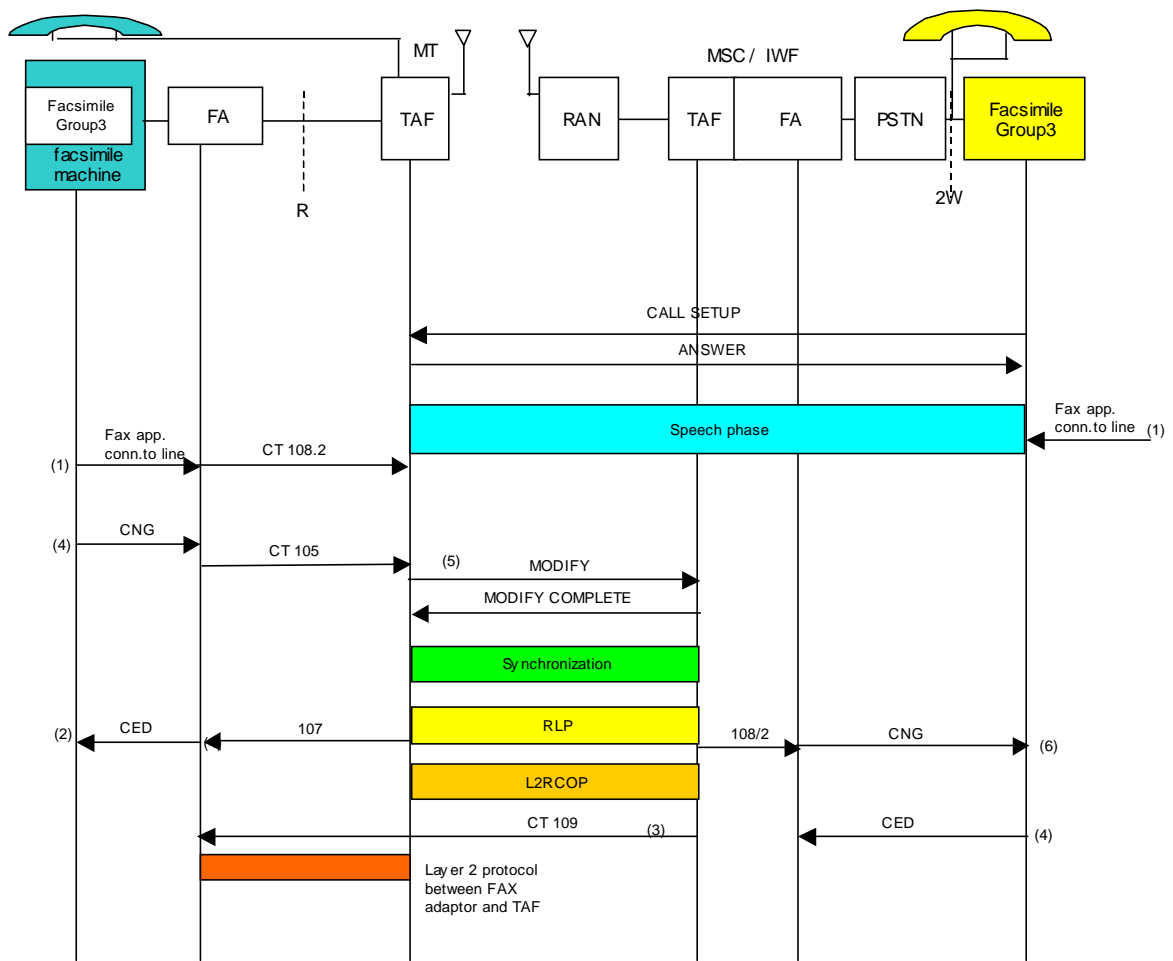 MT
MSC / IWF
Facsimile
Group3
facsimile
machine
FA
TAF
RAN
TAF
FA
PSTN
Facsimile
Group3
R
2W
CALL SETUP
ANSWER
Speech phase
Fax app.
conn.to line
(1)
Fax app.
conn.to line
(1)
CT 108.2
(4)
CNG
CT 105
(5)
MODIFY
MODIFY COMPLETE
Synchronization
(2)
CED
107
RLP
108/2
CNG
(6)
L2RCOP
CT 109
(3)
CED
(4)
Layer 2 protocol
between FAX
adaptor and TAF